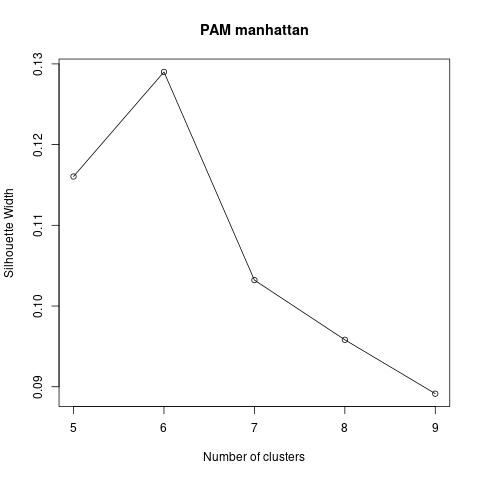 PAM manhattan
0.13
0.12
0.11
0.10
0.09
Silhouette Width
5 6 7 8 9
Number of clusters